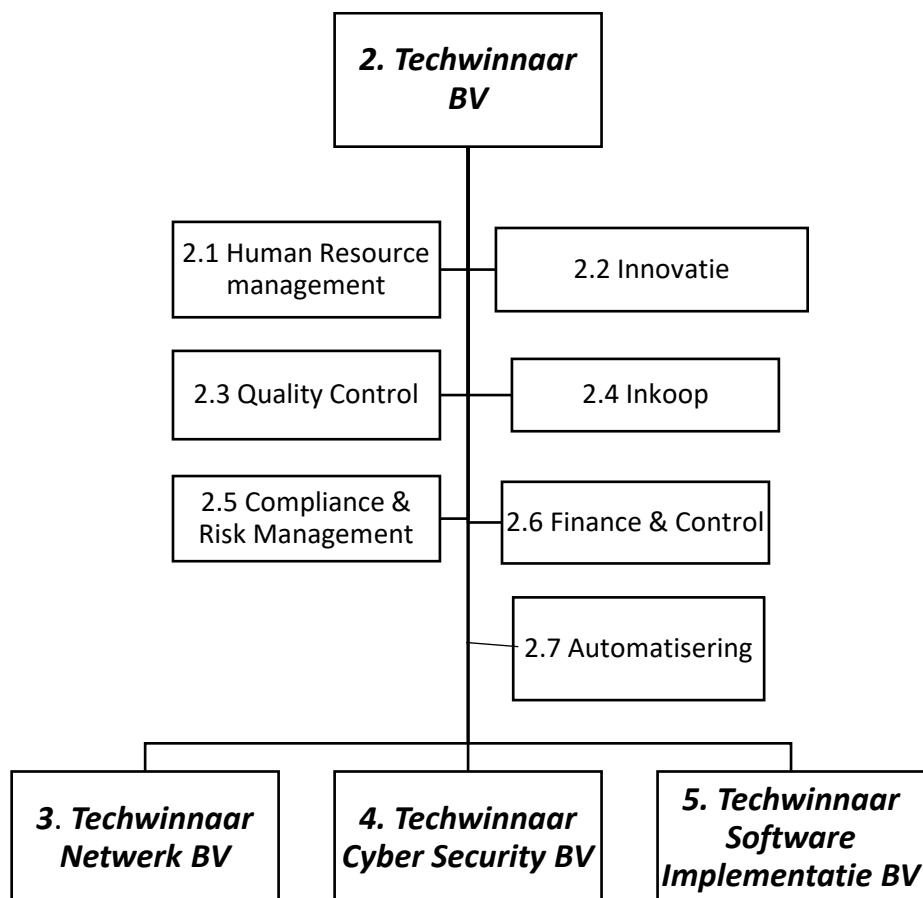 2. Techwinnaar
BV
2.1 Human Resource
management
2.2 Innovatie
2.3 Quality Control
2.4 Inkoop
2.5 Compliance &
Risk Management
2.6 Finance & Control
2.7 Automatisering
3. Techwinnaar
Netwerk BV
4. Techwinnaar
Cyber Security BV
5. Techwinnaar
Software
Implementatie BV